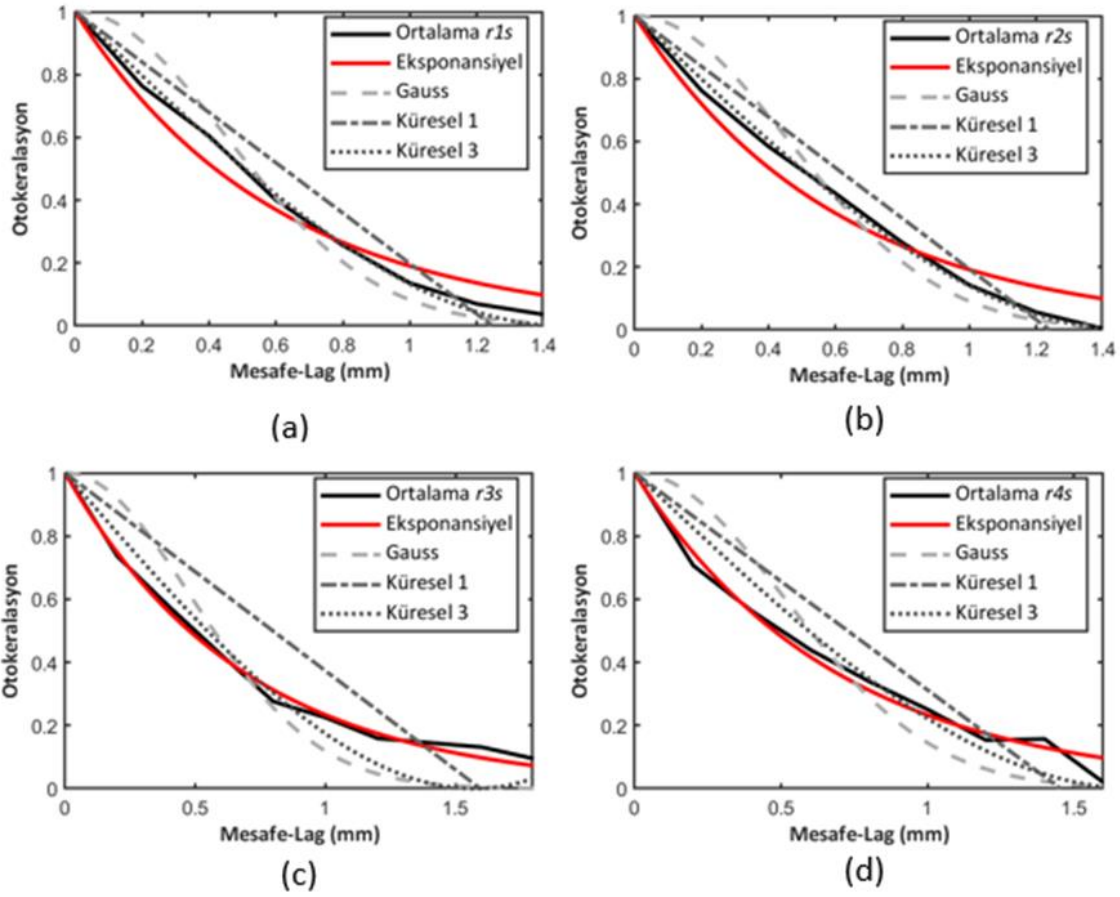 Otokeralasyon
1
0.8
0.6
0.4
0.2
0
Ortalama r1s
Eksponansiyel
Gauss
Küresel 1
Küresel 3
0 0.2 0.4 0.6 0.8 1 1.2 1.4
Mesafe-Lag (mm)
(a)
Otokeralasyon
1
0.8
0.6
0.4
0.2
0
Ortalama r2s
Eksponansiyel
Gauss
Küresel 1
Küresel 3
0 0.2 0.4 0.6 0.8 1 1.2 1.4
Mesafe-Lag (mm)
(b)
Otokeralasyon
1
0.8
0.6
0.4
0.2
0
Ortalama r3s
Eksponansiyel
Gauss
Küresel 1
Küresel 3
0 0.5 1 1.5
Mesafe-Lag (mm)
(c)
Otokeralasyon
1
0.8
0.6
0.4
0.2
0
Ortalama r4s
Eksponansiyel
Gauss
Küresel 1
Küresel 3
0 0.5 1 1.5
Mesafe-Lag (mm)
(d)